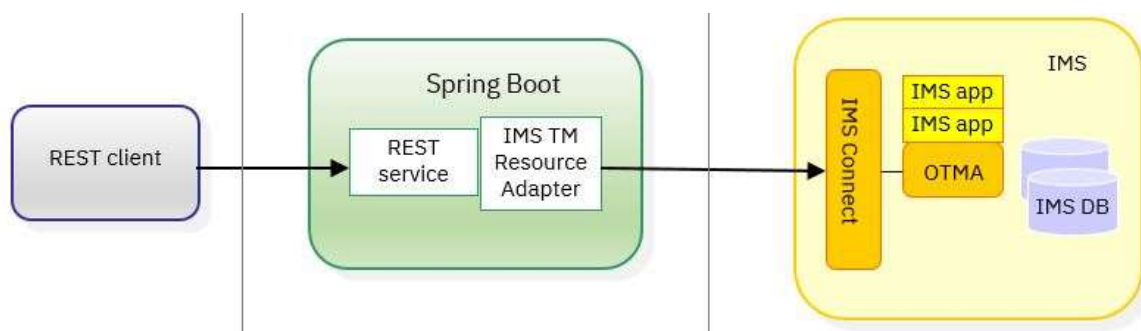 REST client
Spring Boot
REST
service
IMS TM
Resource
Adapter
IMS
IMS Connect
IMS app
IMS app
OTMA
IMS DB